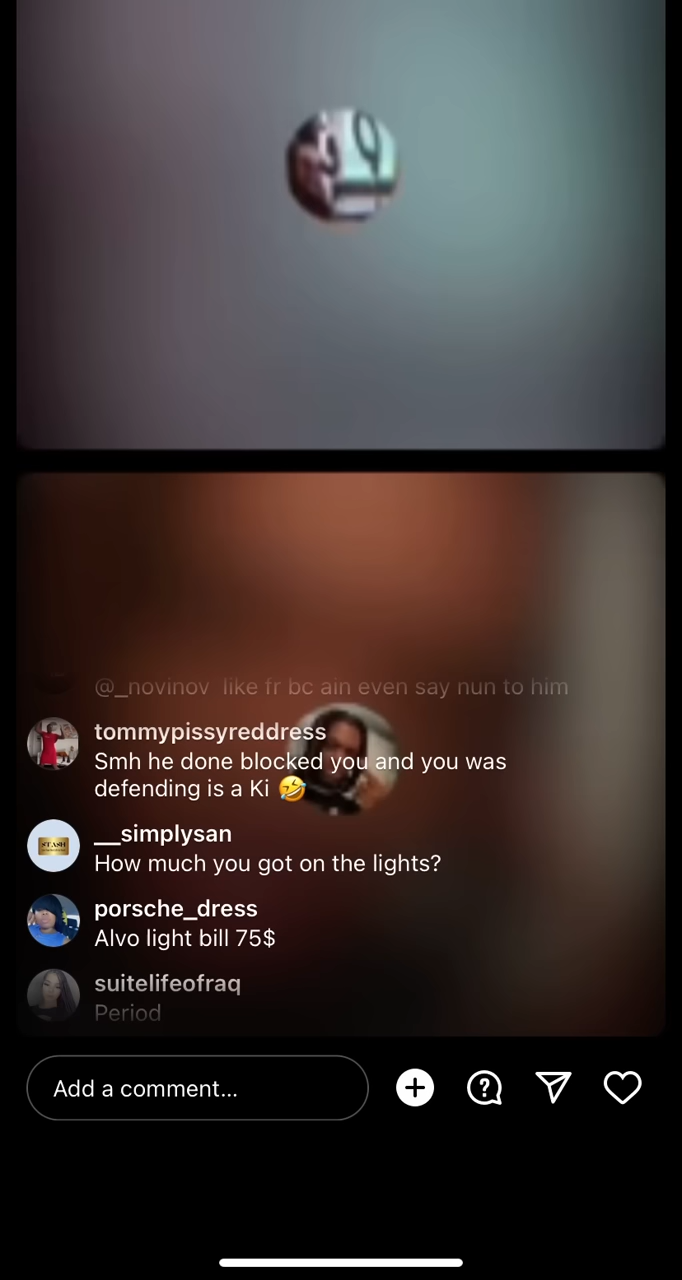 @_novinov like fr bc ain even say nun to him
tommypissyreddress
Smh he done blocked you and you was
defending is a Ki 🤣
__simplysan
How much you got on the lights?
STASH
porsche_dress
Alvo light bill 75$
suitelifeofraq
Period
Add a comment...